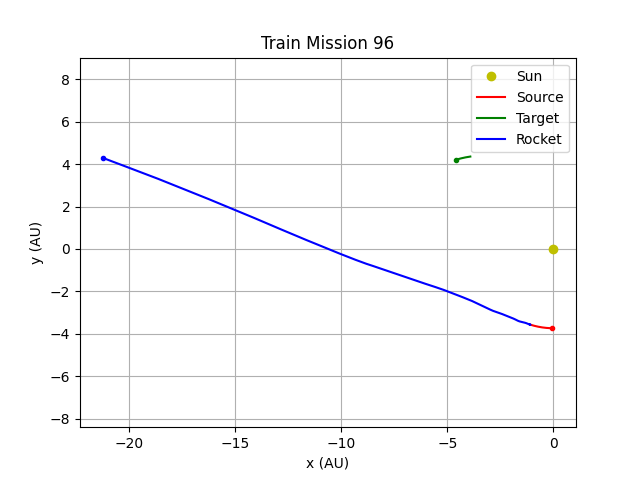 Train Mission 96
Sun
Source
Target
Rocket
8
6
4
2
0
−2
−4
−6
−8
y (AU)
−20 −15 −10 −5 0
x (AU)